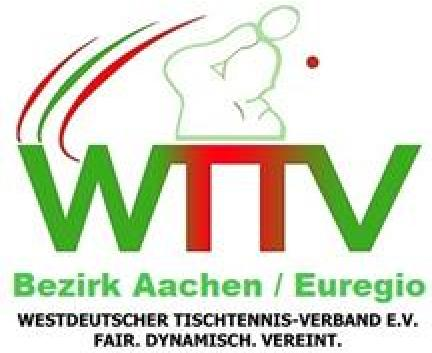 WTTV
Bezirk Aachen / Euregio
WESTDEUTSCHER TISCHTENNIS-VERBAND E.V.
FAIR. DYNAMISCH. VEREINT.